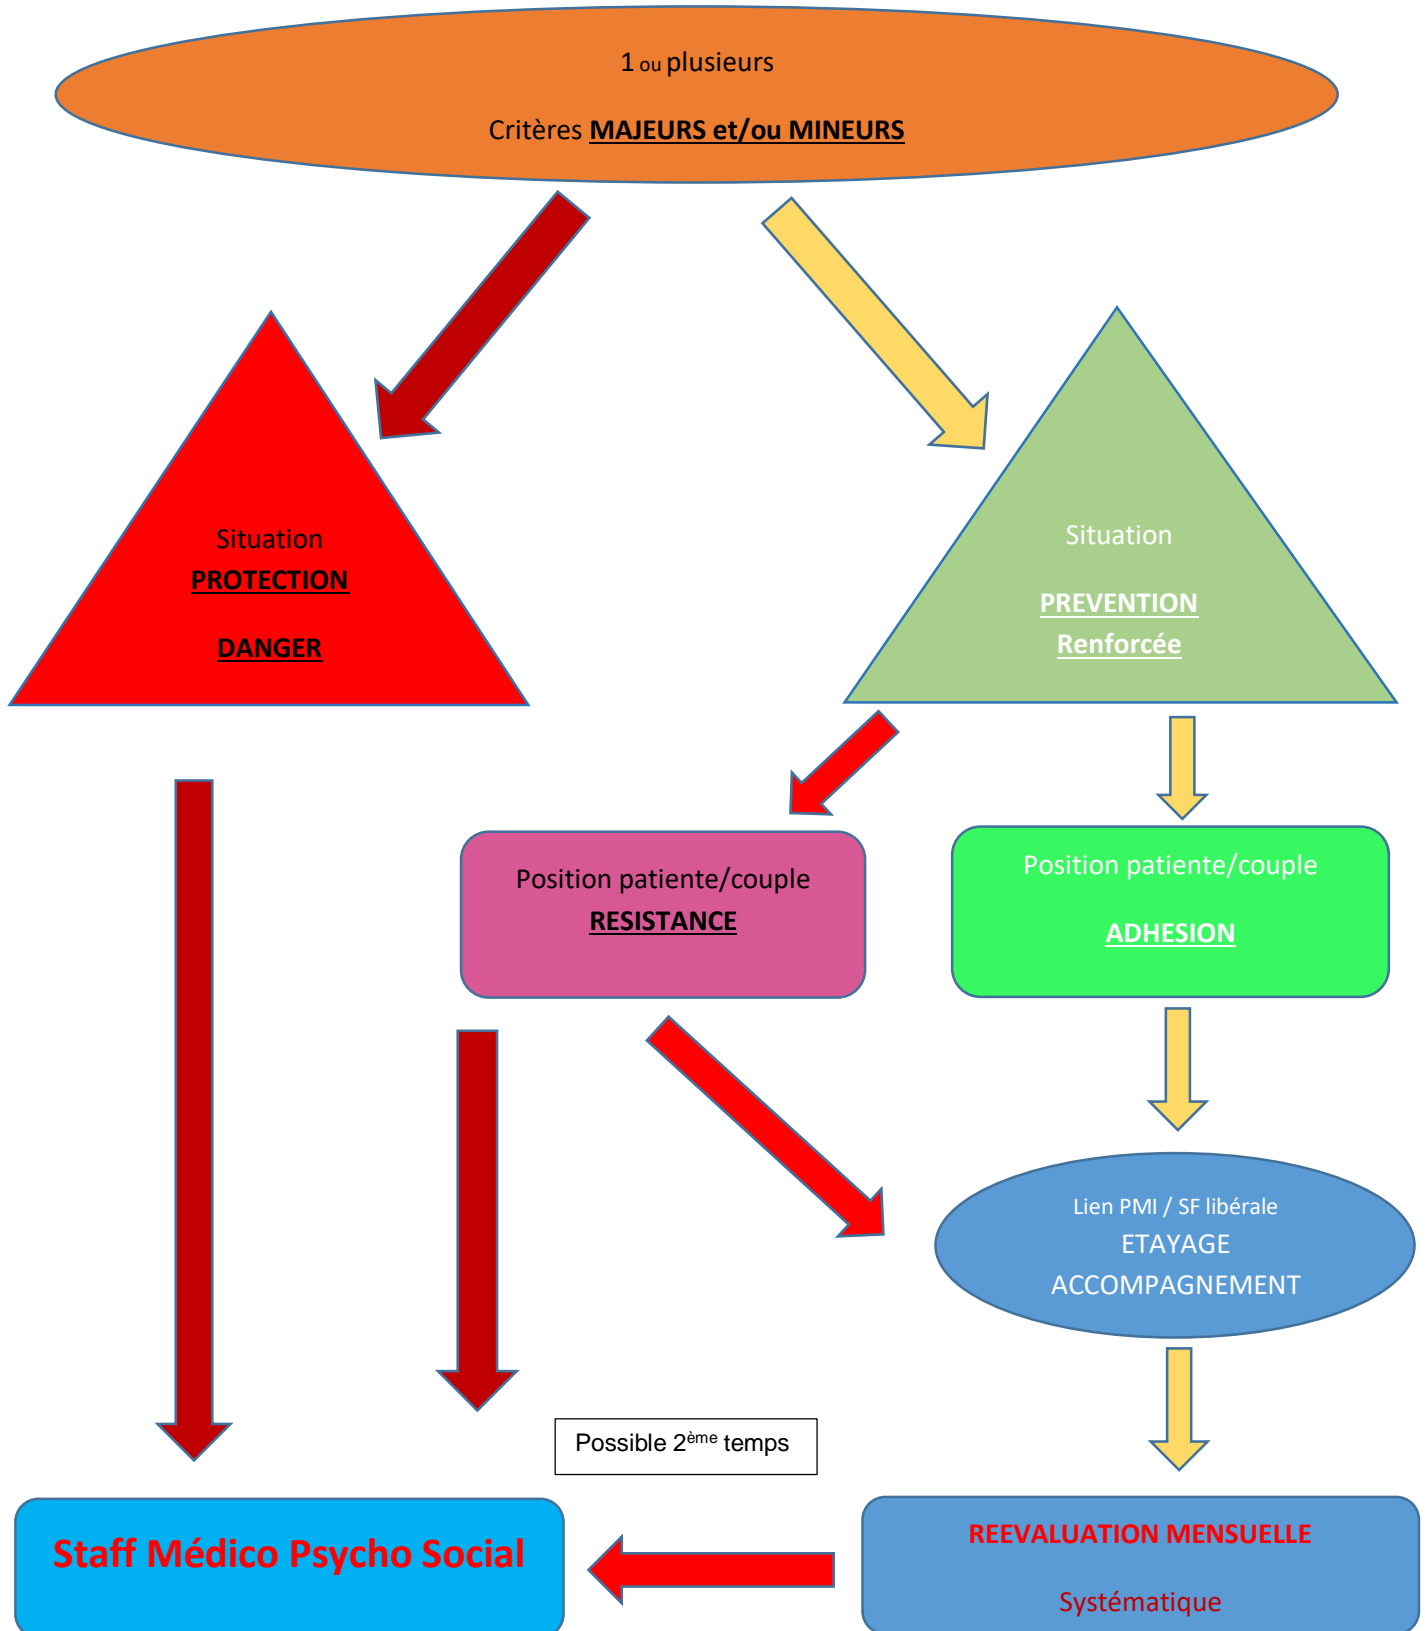 1 ou plusieurs
Critères MAJEURS et/ou MINEURS
Situation
PROTECTION
DANGER
Situation
PREVENTION
Renforcée
Position patiente/couple
RESISTANCE
Position patiente/couple
ADHESION
Lien PMI / SF libérale
ETAYAGE
ACCOMPAGNEMENT
Possible 2ème temps
Staff Médico Psycho Social
REEVALUATION MENSUELLE
Systématique